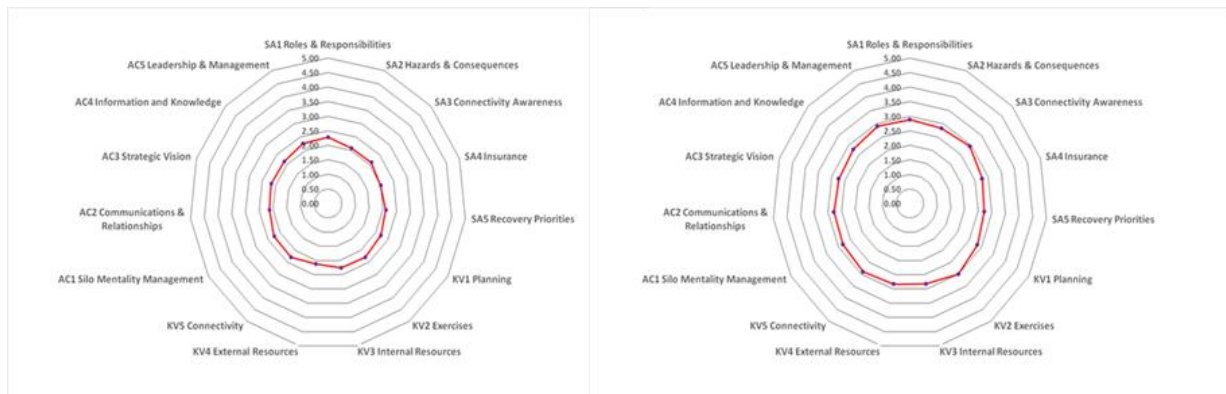 SA1 Roles & Responsibilities
5.00
4.50
4.00
3.50
3.00
2.50
2.00
1.50
1.00
0.50
0.00
SA2 Hazards & Consequences
SA3 Connectivity Awareness
SA4 Insurance
SA5 Recovery Priorities
KV1 Planning
KV2 Exercises
KV3 Internal Resources
KV4 External Resources
KV5 Connectivity
AC1 Silo Mentality Management
AC2 Communications &
Relationships
AC3 Strategic Vision
AC4 Information and Knowledge
AC5 Leadership & Management
SA1 Roles & Responsibilities
5.00
4.50
4.00
3.50
3.00
2.50
2.00
1.50
1.00
0.50
0.00
SA2 Hazards & Consequences
SA3 Connectivity Awareness
SA4 Insurance
SA5 Recovery Priorities
KV1 Planning
KV2 Exercises
KV3 Internal Resources
KV4 External Resources
KV5 Connectivity
AC1 Silo Mentality Management
AC2 Communications &
Relationships
AC3 Strategic Vision
AC4 Information and Knowledge
AC5 Leadership & Management